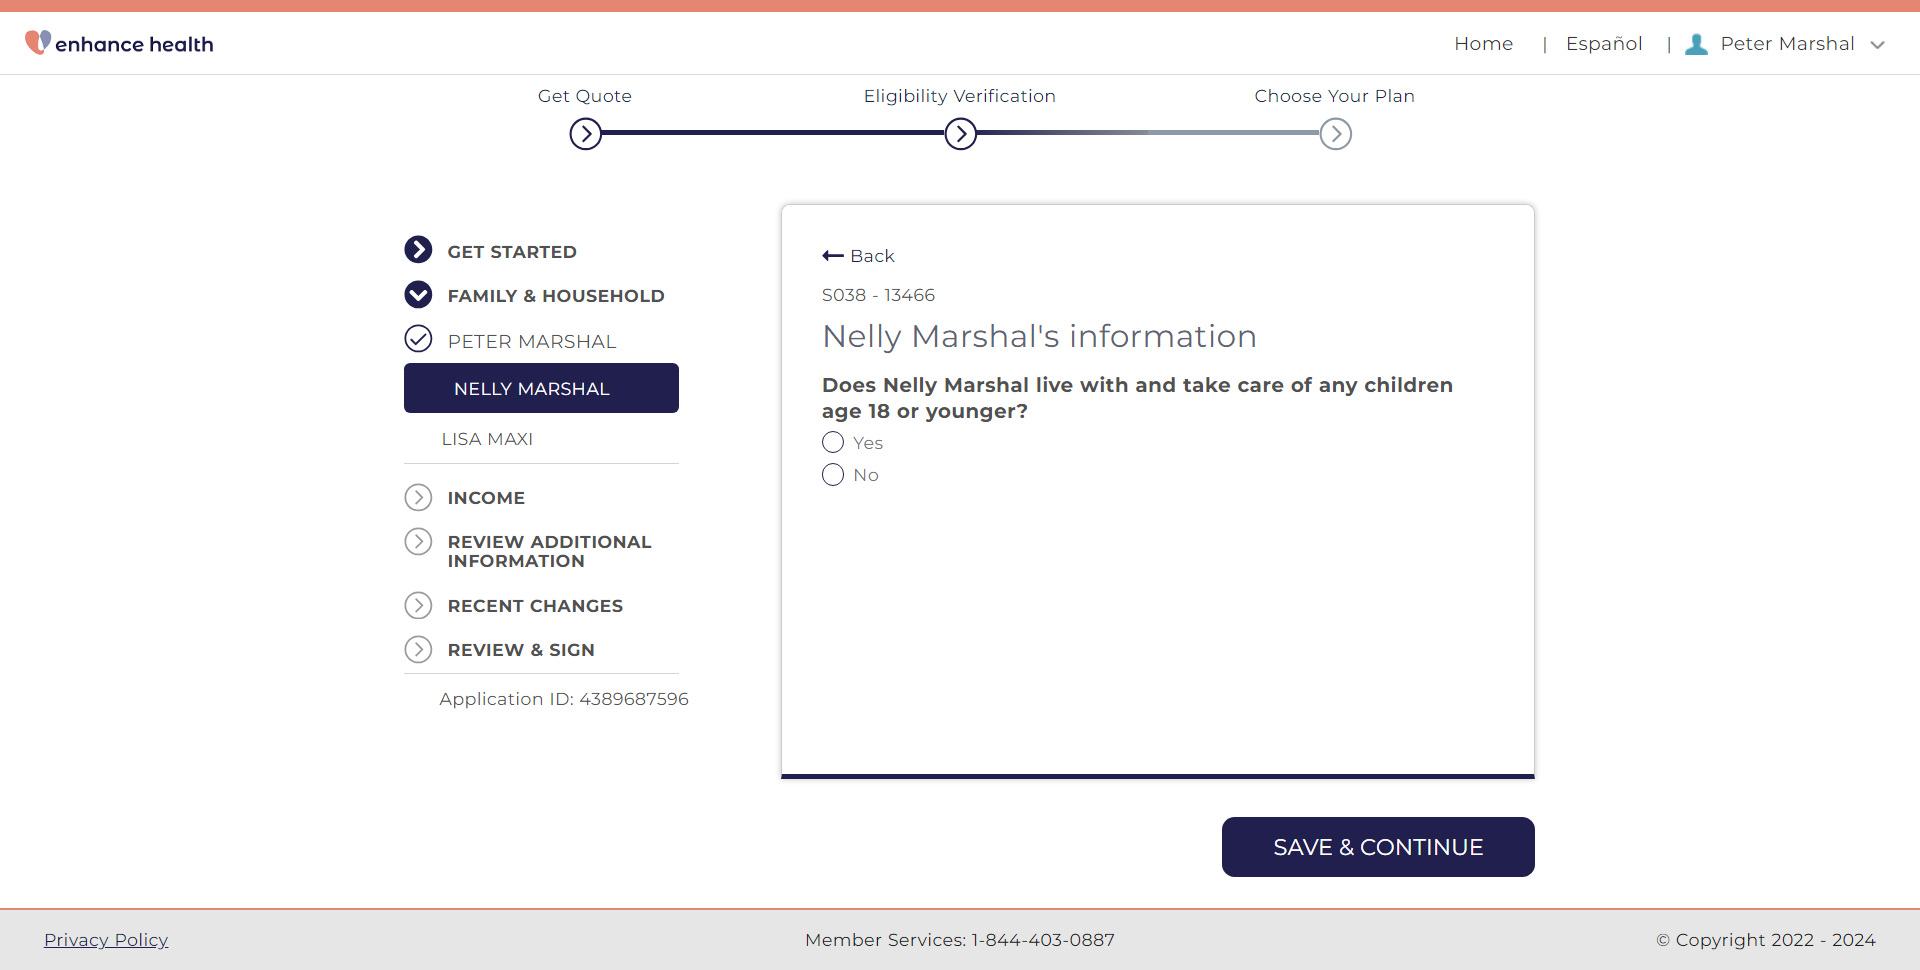 enhance health
Home | Español | Peter Marshal
Get Quote
Eligibility Verification
Choose Your Plan
GET STARTED
FAMILY & HOUSEHOLD
PETER MARSHAL
NELLY MARSHAL
LISA MAXI
INCOME
REVIEW ADDITIONAL
INFORMATION
RECENT CHANGES
REVIEW & SIGN
Application ID: 4389687596
Back
S038 - 13466
Nelly Marshal's information
Does Nelly Marshal live with and take care of any children
age 18 or younger?
Yes
No
SAVE & CONTINUE
Privacy Policy
Member Services: 1-844-403-0887
© Copyright 2022 - 2024